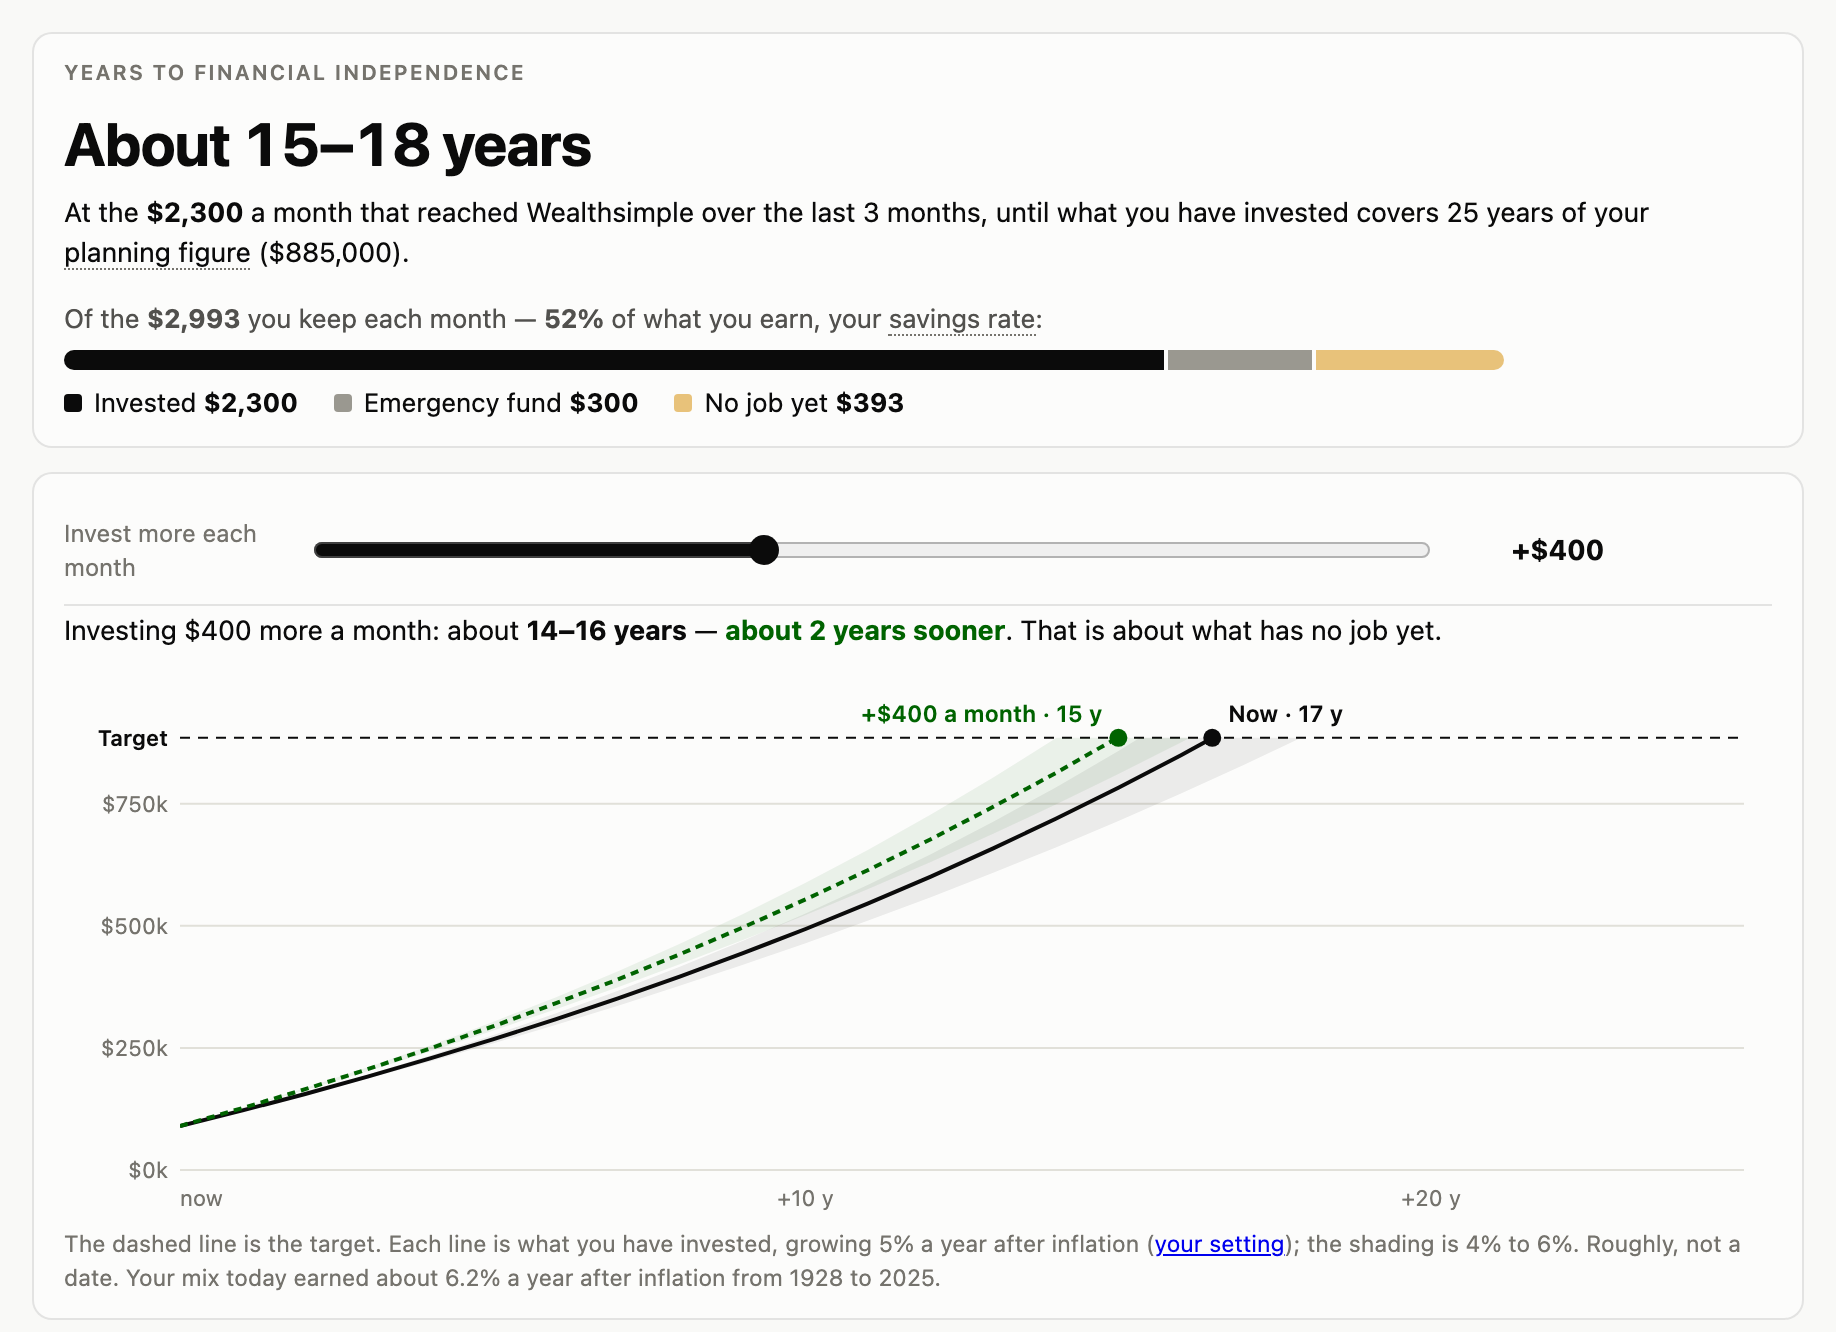 YEARS TO FINANCIAL INDEPENDENCE
About 15–18 years
At the $2,300 a month that reached Wealthsimple over the last 3 months, until what you have invested covers 25 years of your
planning figure ($885,000).
Of the $2,993 you keep each month — 52% of what you earn, your savings rate:
Invested $2,300 Emergency fund $300 No job yet $393
Invest more each
month
+$400
Investing $400 more a month: about 14–16 years — about 2 years sooner. That is about what has no job yet.
+$400 a month · 15 y Now · 17 y
Target
$750k
$500k
$250k
$0k
now +10 y +20 y
The dashed line is the target. Each line is what you have invested, growing 5% a year after inflation (your setting); the shading is 4% to 6%. Roughly, not a
date. Your mix today earned about 6.2% a year after inflation from 1928 to 2025.